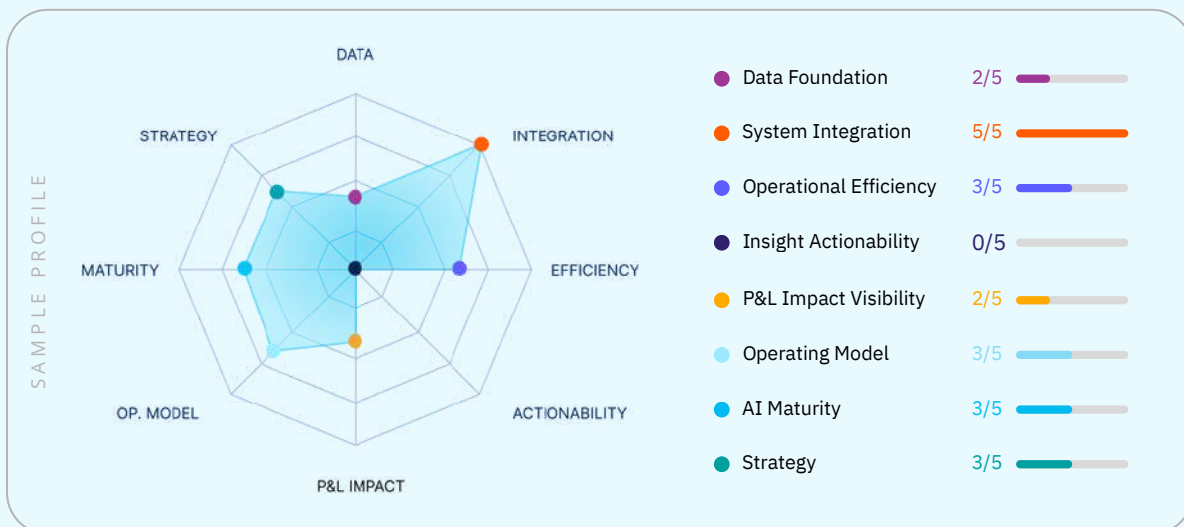 SAMPLE PROFILE
DATA
STRATEGY
INTEGRATION
MATURITY
EFFICIENCY
OP. MODEL
ACTIONABILITY
P&L IMPACT
Data Foundation 2/5
System Integration 5/5
Operational Efficiency 3/5
Insight Actionability 0/5
P&L Impact Visibility 2/5
Operating Model 3/5
AI Maturity 3/5
Strategy 3/5